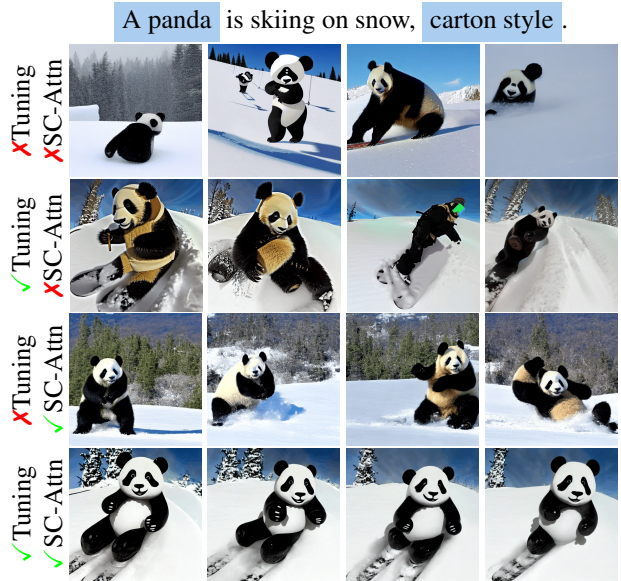 A panda is skiing on snow, carton style .
✗Tuning
✗SC-Attn
✓Tuning
✗SC-Attn
✗Tuning
✓SC-Attn
✓Tuning
✓SC-Attn